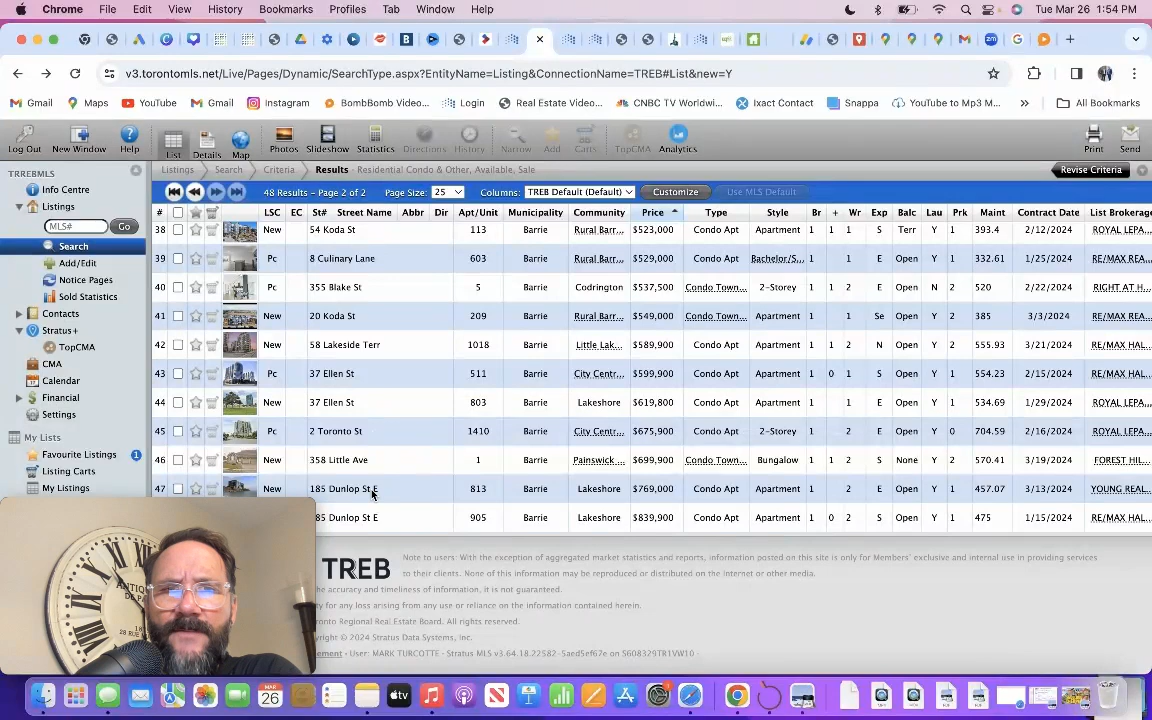 Chrome File Edit View History Bookmarks Profiles Tab Window Help Tue Mar 26 1:54 PM
v3.torontomls.net/Live/Pages/Dynamic/SearchType.aspx?EntityName=Listing&ConnectionName=TREB#List&new=Y
Gmail Maps YouTube Gmail Instagram BombBomb Video... Login Real Estate Video... CNBC TV Worldwi... Ixact Contact Snappa YouTube to Mp3 M... » All Bookmarks
Log Out New Window Help List Details Map Photos Slideshow Statistics Directions History Narrow Add Carts TopCMA Analytics Print Send
TRREBMLS Listings Search Criteria Results - Residential Condo & Other, Available, Sale Revise Criteria
Info Centre
48 Results - Page 2 of 2 Page Size: 25 Columns: TREB Default (Default) Customize Use MLS Default
Listings
# LSC EC St# Street Name Abbr Dir Apt/Unit Municipality Community Price Type Style Br + Wr Exp Balc Lau Prk Maint Contract Date List Brokerag
MLS# Go
Search
Add/Edit
Notice Pages
Sold Statistics
Contacts
Stratus+
TopCMA
CMA
Calendar
Financial
Settings
My Lists
Favourite Listings 1
Listing Carts
My Listings
38 New 54 Koda St 113 Barrie Rural Barr... $523,000 Condo Apt Apartment 1 1 1 S Terr Y 1 393.4 2/12/2024 ROYAL LEPA...
39 Pc 8 Culinary Lane 603 Barrie Rural Barr... $529,000 Condo Apt Bachelor/S... 1 1 E Open Y 1 332.61 1/25/2024 RE/MAX REA...
40 Pc 355 Blake St 5 Barrie Codrington $537,500 Condo Town... 2-Storey 1 1 2 E Open N 2 520 2/22/2024 RIGHT AT H...
41 New 20 Koda St 209 Barrie Rural Barr... $549,000 Condo Town... Apartment 1 1 Se Open Y 2 385 3/3/2024 RE/MAX REA...
42 New 58 Lakeside Terr 1018 Barrie Little Lak... $589,900 Condo Apt Apartment 1 1 2 N Open Y 2 555.93 3/21/2024 RE/MAX HAL...
43 Pc 37 Ellen St 511 Barrie City Centr... $599,900 Condo Apt Apartment 1 0 1 S Open Y 1 554.23 2/15/2024 RE/MAX HAL...
44 New 37 Ellen St 803 Barrie Lakeshore $619,800 Condo Apt Apartment 1 1 E Open Y 1 534.69 1/29/2024 ROYAL LEPA...
45 Pc 2 Toronto St 1410 Barrie City Centr... $675,900 Condo Apt 2-Storey 1 2 E Open Y 0 704.59 2/16/2024 ROYAL LEPA...
46 New 358 Little Ave 1 Barrie Painswick ... $699,900 Condo Town... Bungalow 1 1 2 S None Y 2 570.41 3/19/2024 FOREST HIL...
47 New 185 Dunlop St E 813 Barrie Lakeshore $769,000 Condo Apt Apartment 1 2 E Open Y 1 457.07 3/13/2024 YOUNG REAL...
85 Dunlop St E 905 Barrie Lakeshore $839,900 Condo Apt Apartment 1 0 2 S Open Y 1 475 1/15/2024 RE/MAX HAL...
TREB
Note to users: With the exception of aggregated market statistics and reports, information posted on this site is only for Members' exclusive and internal use in providing services
to their clients. None of this information may be reproduced or distributed on the Internet or other media.
he accuracy and timeliness of information, it is not guaranteed.
ity for any loss arising from any use or reliance on the information contained herein.
ronto Regional Real Estate Board. All rights reserved.
right © 2024 Stratus Data Systems, Inc.
ement - User: MARK TURCOTTE - Stratus MLS v3.64.18.22582
MAR
26